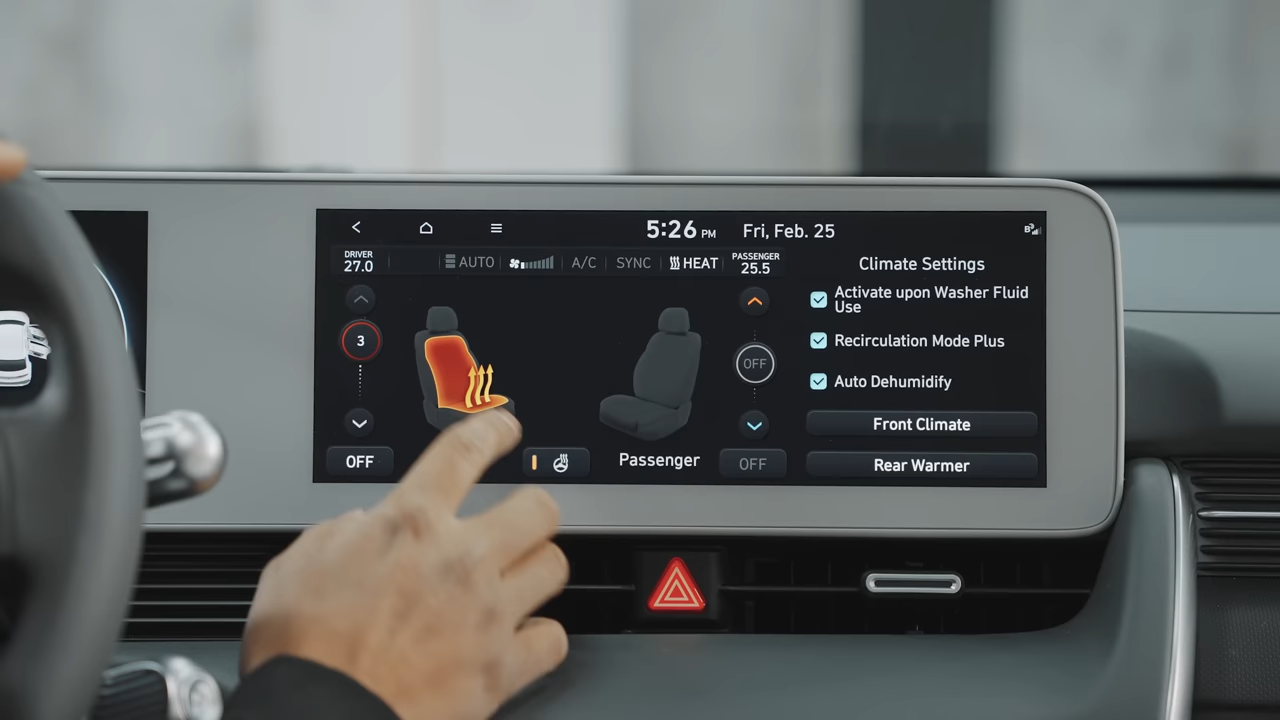 5:26 PM Fri, Feb. 25
DRIVER
27.0
AUTO
A/C SYNC HEAT
PASSENGER
25.5
Climate Settings
Activate upon Washer Fluid
Use
Recirculation Mode Plus
Auto Dehumidify
Front Climate
Rear Warmer
3
OFF
OFF
Passenger
OFF